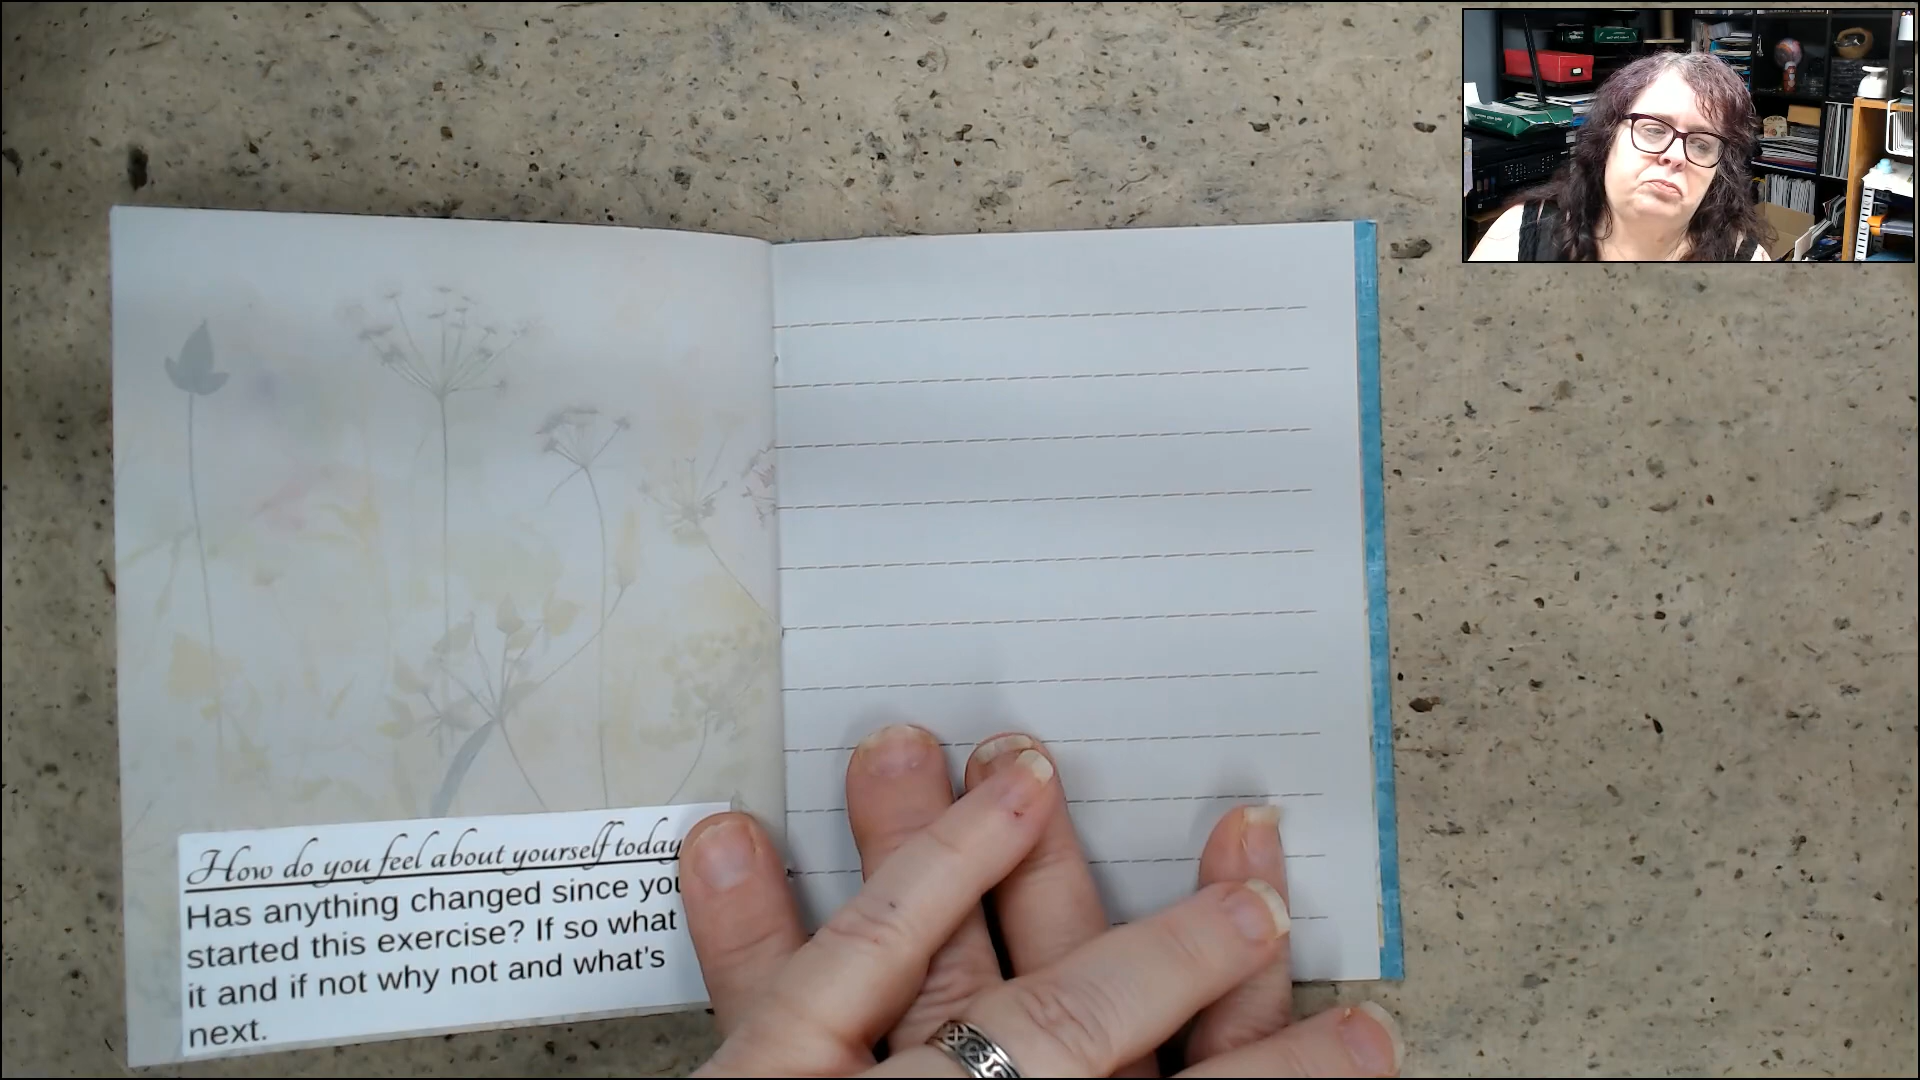 How do you feel about yourself today
Has anything changed since you
started this exercise? If so what
it and if not why not and what's
next.